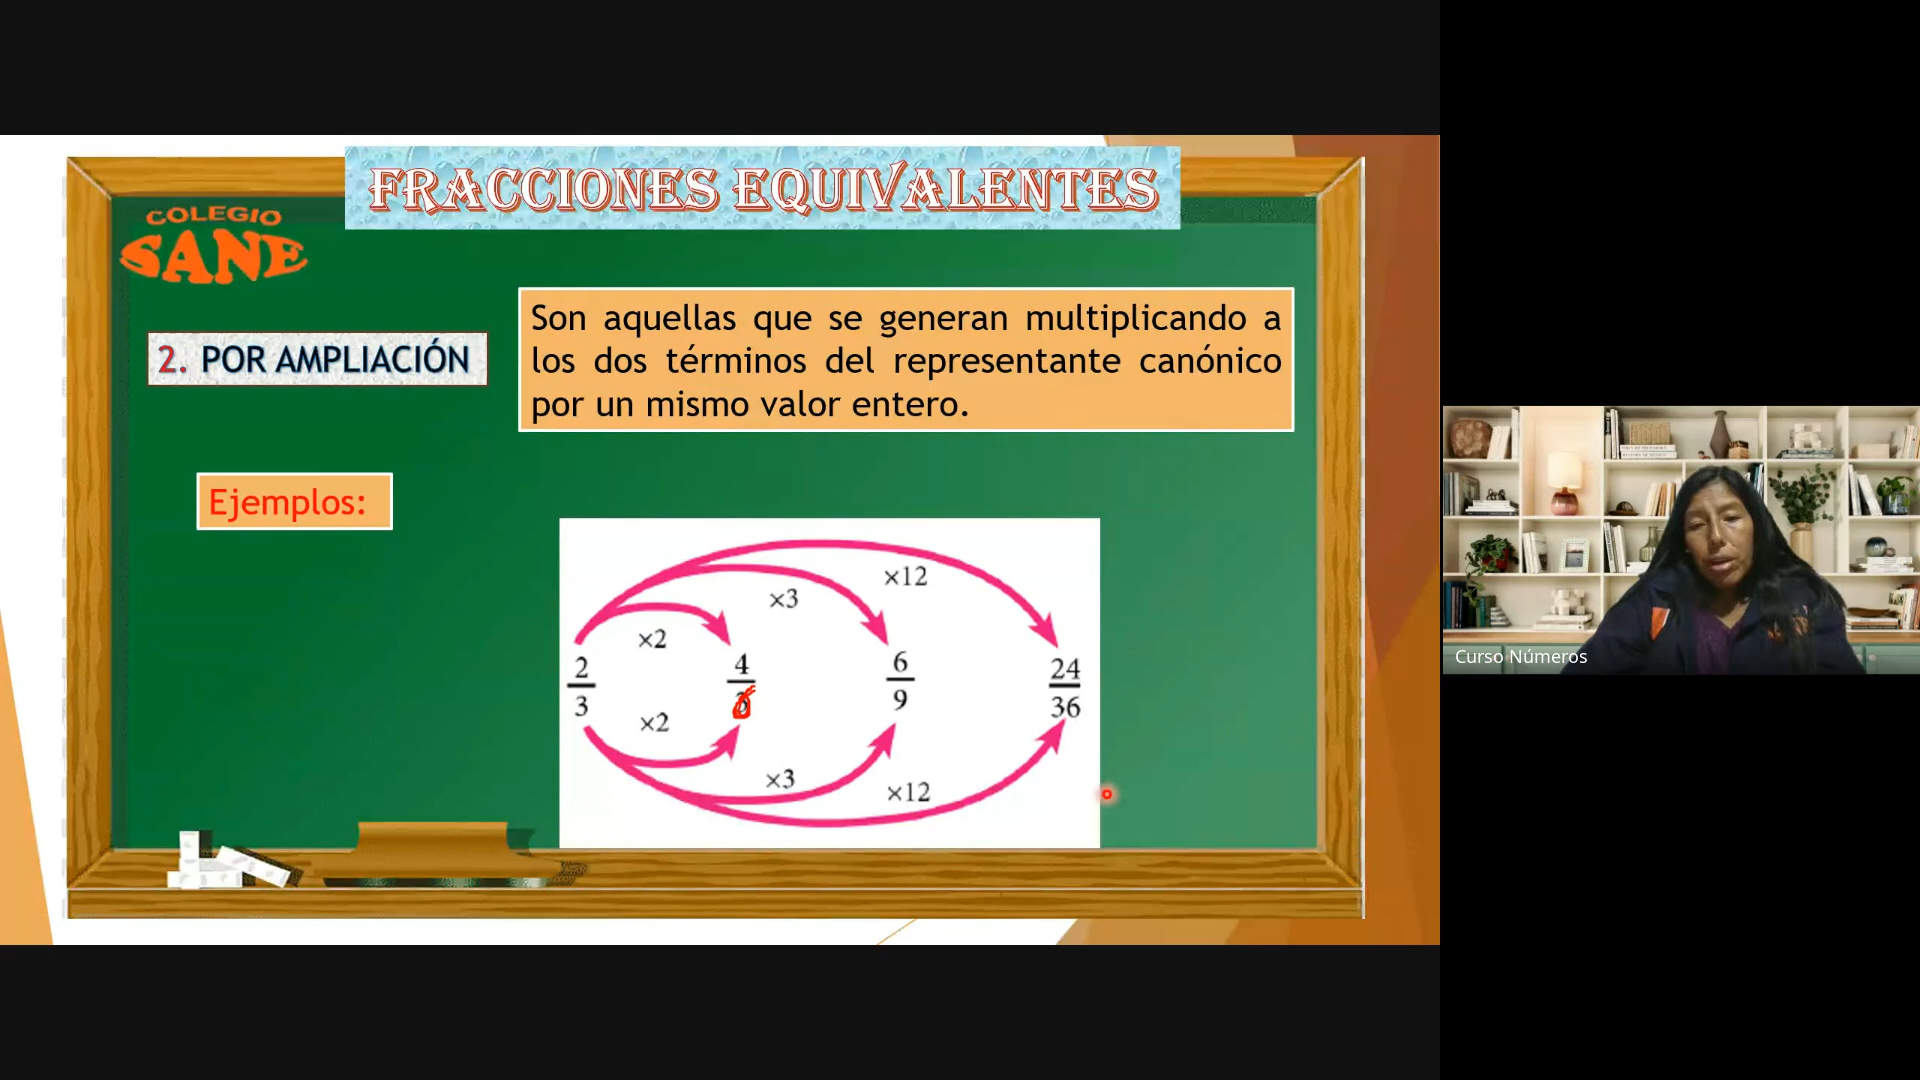 FRACCIONES EQUIVALENTES
COLEGIO
SANE
2. POR AMPLIACIÓN
Son aquellas que se generan multiplicando a
los dos términos del representante canónico
por un mismo valor entero.
Ejemplos:
×12
×3
×2
2 4 6 24
3 6 9 36
×2
×3
×12
Curso Números